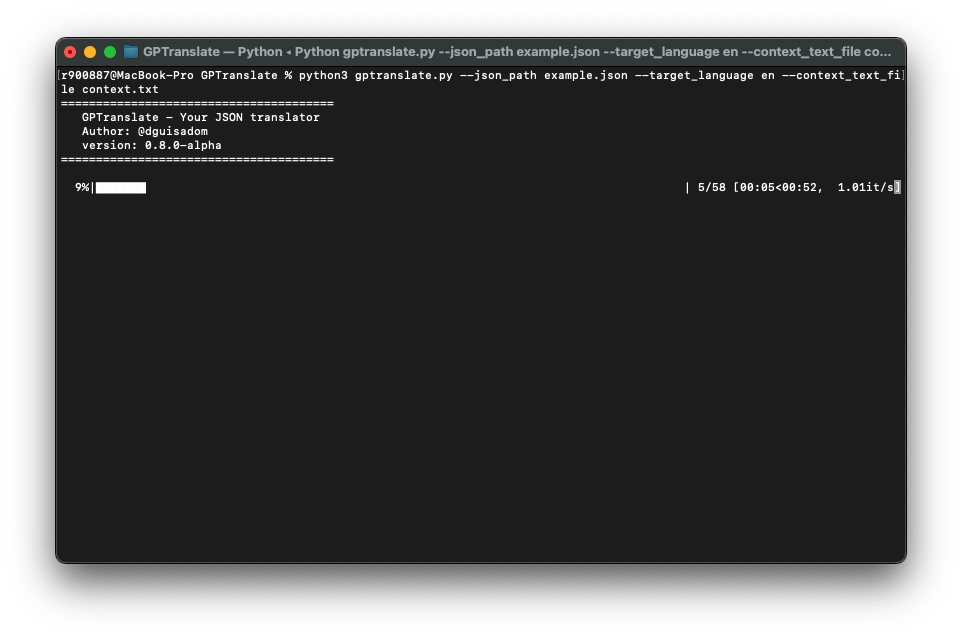 GPTranslate — Python ◂ Python gptranslate.py --json_path example.json --target_language en --context_text_file co...
[r900887@MacBook-Pro GPTranslate % python3 gptranslate.py --json_path example.json --target_language en --context_text_fi]
le context.txt
=======================================
GPTranslate - Your JSON translator
Author: @dguisadom
version: 0.8.0-alpha
=======================================
9%|███████ | 5/58 [00:05<00:52, 1.01it/s]